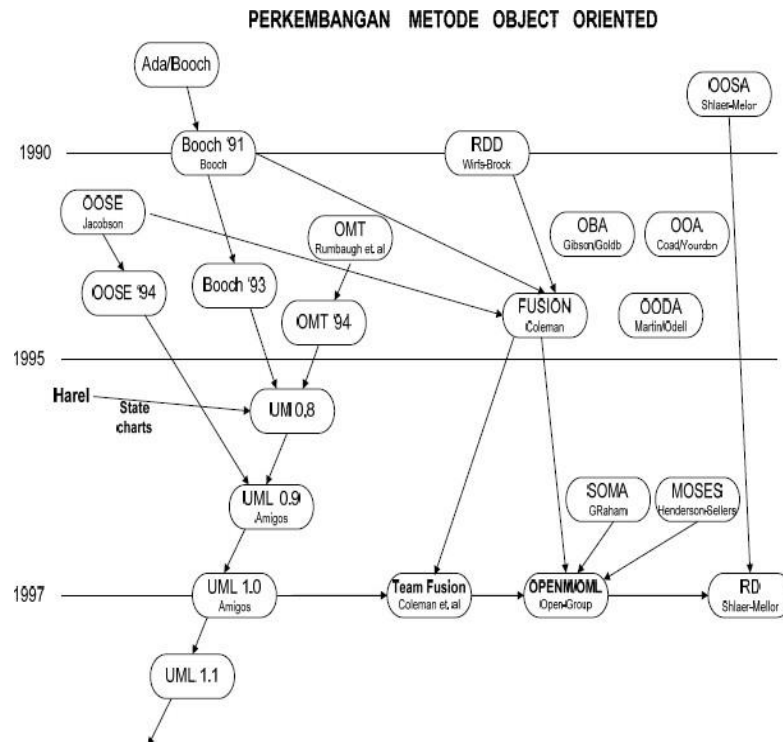 PERKEMBANGAN METODE OBJECT ORIENTED
Ada/Booch
OOSA
Shlaer-Melor
1990
Booch '91
Booch
RDD
Wirfs-Brock
OOSE
Jacobson
OMT
Rumbaugh et. al
OBA
Gibson/Goldb
OOA
Coad/Yourdon
OOSE '94
Booch '93
OMT '94
FUSION
Coleman
OODA
Martin/Odell
1995
Harel
State
charts
UMl 0.8
UML 0.9
Amigos
SOMA
GRaham
MOSES
Henderson-Sellers
1997
UML 1.0
Amigos
Team Fusion
Coleman et. al
OPENM/OML
Open-Group
RD
Shlaer-Mellor
UML. 1.1